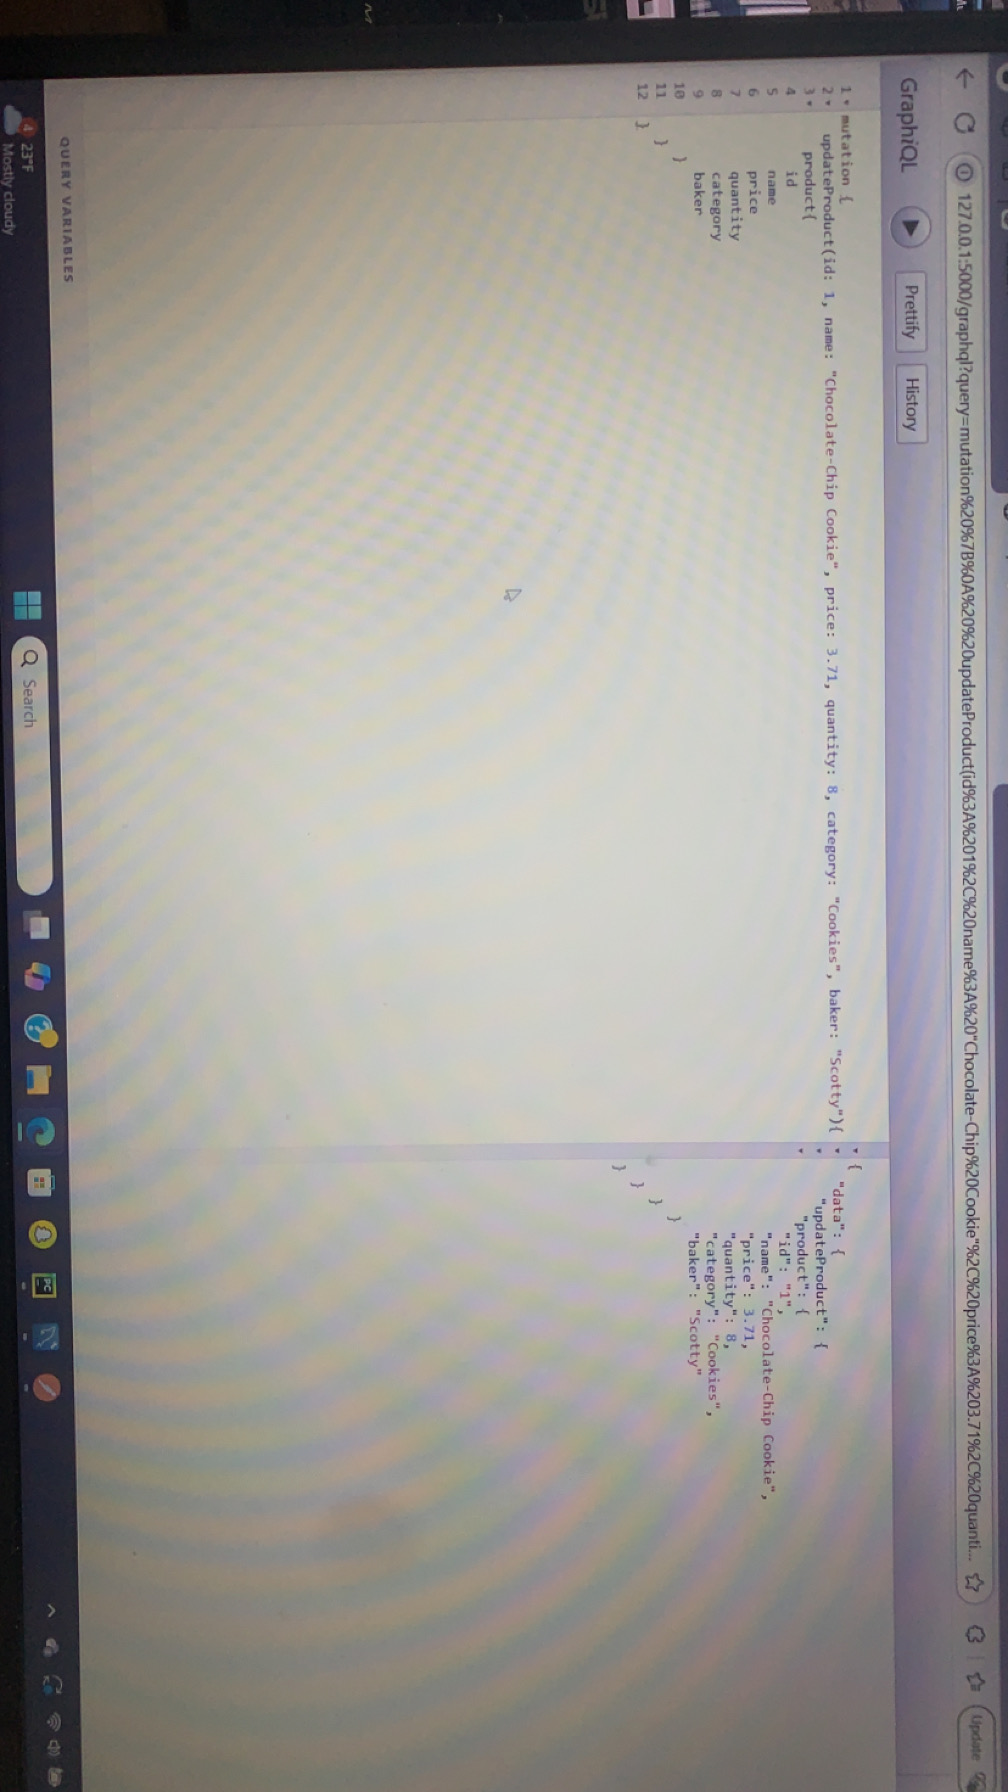 127.0.0.1:5000/graphql?query=mutation%20%7B%0A%20%20updateProduct(id%3A%201%2C%20name%3A%20"Chocolate-Chip%20Cookie"%2C%20price%3A%203.71%2C%20quanti...
Update
GraphiQL
Prettify
History
1 mutation {
2 updateProduct(id: 1, name: "Chocolate-Chip Cookie", price: 3.71, quantity: 8, category: "Cookies", baker: "Scotty"){
3 product{
4 id
5 name
6 price
7 quantity
8 category
9 baker
10 }
11 }
12 }
{
"data": {
"updateProduct": {
"product": {
"id": "1",
"name": "Chocolate-Chip Cookie",
"price": 3.71,
"quantity": 8,
"category": "Cookies",
"baker": "Scotty"
}
}
}
}
QUERY VARIABLES
4
23°F
Mostly cloudy
Search
PC